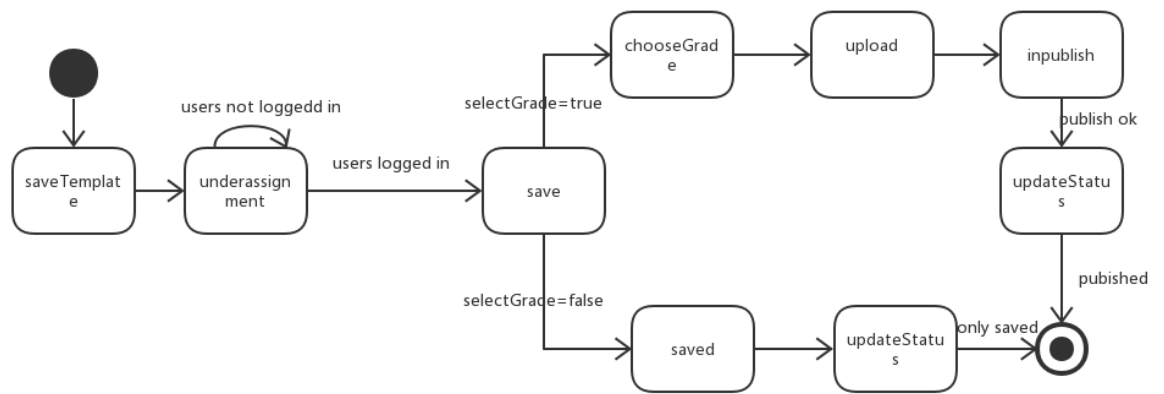 chooseGrad
e
upload
inpublish
selectGrade=true
users not loggedd in
publish ok
users logged in
saveTemplat
e
underassign
ment
save
updateStatu
s
pubished
selectGrade=false
only saved
saved
updateStatu
s